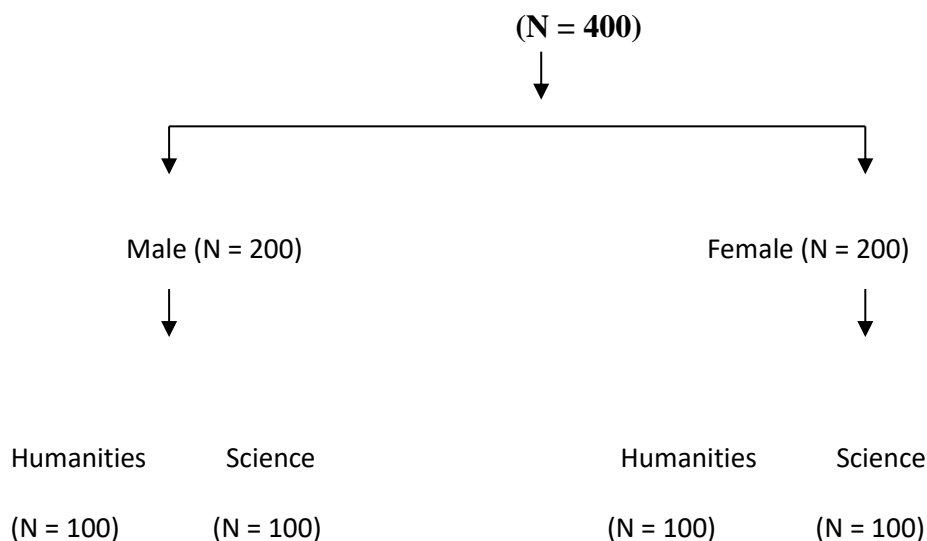 (N = 400)
Male (N = 200) Female (N = 200)
Humanities Science Humanities Science
(N = 100) (N = 100) (N = 100) (N = 100)